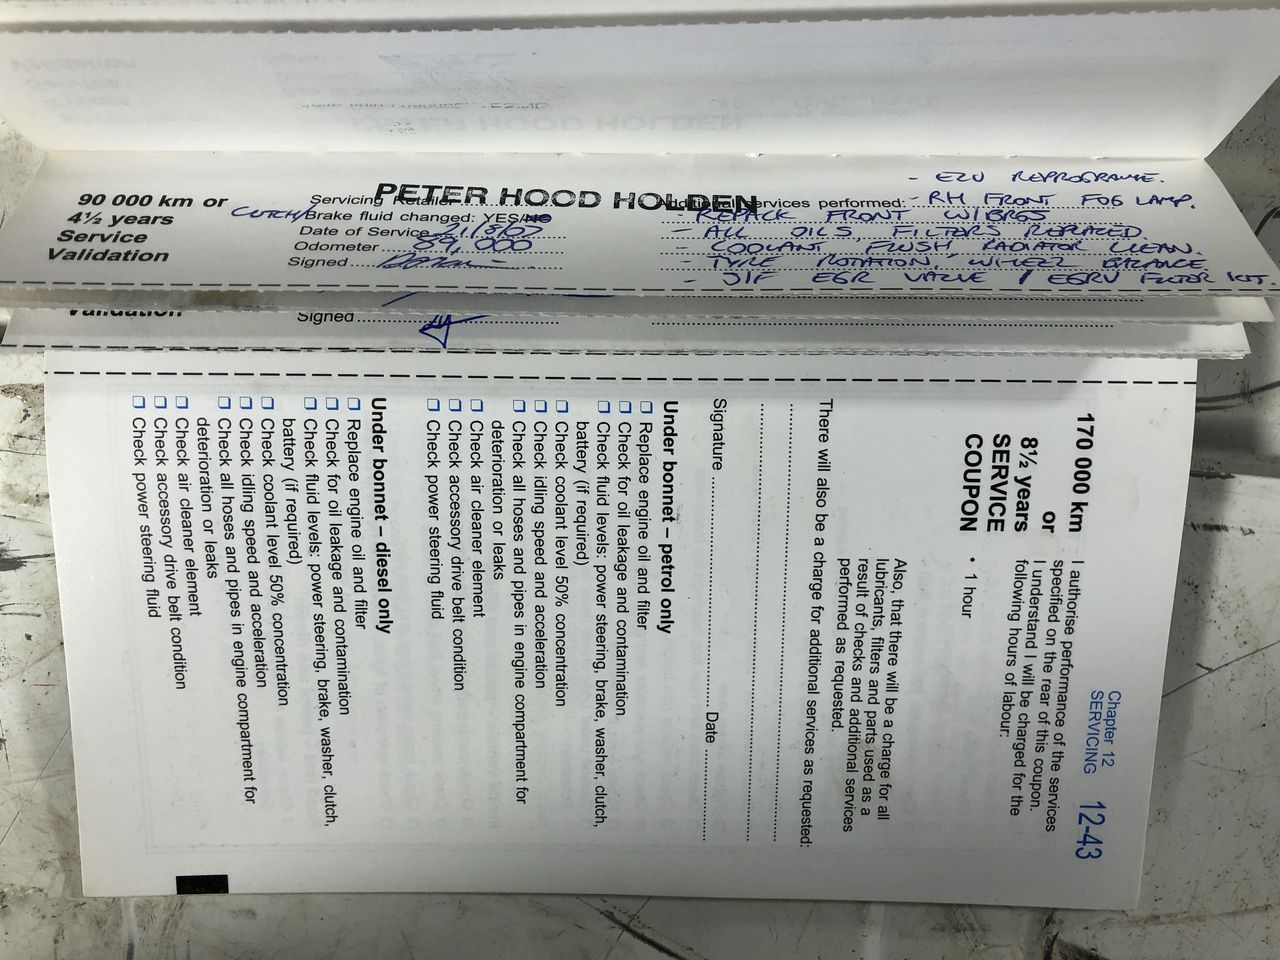 90 000 km or
4½ years
Service
Validation
PETER HOOD HOLDEN
Servicing Retailer
CLUTCH/ Brake fluid changed: YES/NO
Date of Service 21/8/07
Odometer 89,000
Signed
Additional services performed:
- ECU REPROGRAMME.
- RH FRONT FOG LAMP.
- REPACK FRONT W/BRGS
- ALL OILS, FILTERS REPLACED
- COOLANT FLUSH, RADIATOR CLEAN.
- TYRE ROTATION, WHEEL BALANCE
- D/F EGR VALVE / EGRV FILTER KIT.
Validation
Signed
Chapter 12
SERVICING 12-43
170 000 km
or
8½ years
SERVICE
COUPON
I authorise performance of the services
specified on the rear of this coupon.
I understand I will be charged for the
following hours of labour:
• 1 hour
Also, that there will be a charge for all
lubricants, filters and parts used as a
result of checks and additional services
performed as requested.
There will also be a charge for additional services as requested:
Signature Date
Under bonnet – petrol only
❑ Replace engine oil and filter
❑ Check for oil leakage and contamination
❑ Check fluid levels: power steering, brake, washer, clutch,
battery (if required)
❑ Check coolant level 50% concentration
❑ Check idling speed and acceleration
❑ Check all hoses and pipes in engine compartment for
deterioration or leaks
❑ Check air cleaner element
❑ Check accessory drive belt condition
❑ Check power steering fluid
Under bonnet – diesel only
❑ Replace engine oil and filter
❑ Check for oil leakage and contamination
❑ Check fluid levels: power steering, brake, washer, clutch,
battery (if required)
❑ Check coolant level 50% concentration
❑ Check idling speed and acceleration
❑ Check all hoses and pipes in engine compartment for
deterioration or leaks
❑ Check air cleaner element
❑ Check accessory drive belt condition
❑ Check power steering fluid